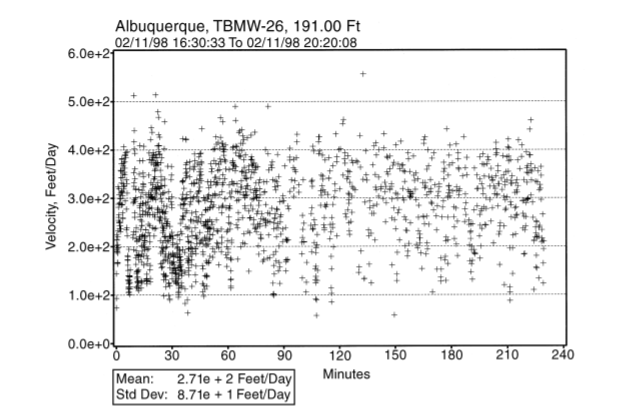 Albuquerque, TBMW-26, 191.00 Ft
02/11/98 16:30:33 To 02/11/98 20:20:08
6.0e+2
5.0e+2
4.0e+2
3.0e+2
2.0e+2
1.0e+2
0.0e+0
Velocity, Feet/Day
0 30 60 90 120 150 180 210 240
Minutes
Mean: 2.71e + 2 Feet/Day
Std Dev: 8.71e + 1 Feet/Day